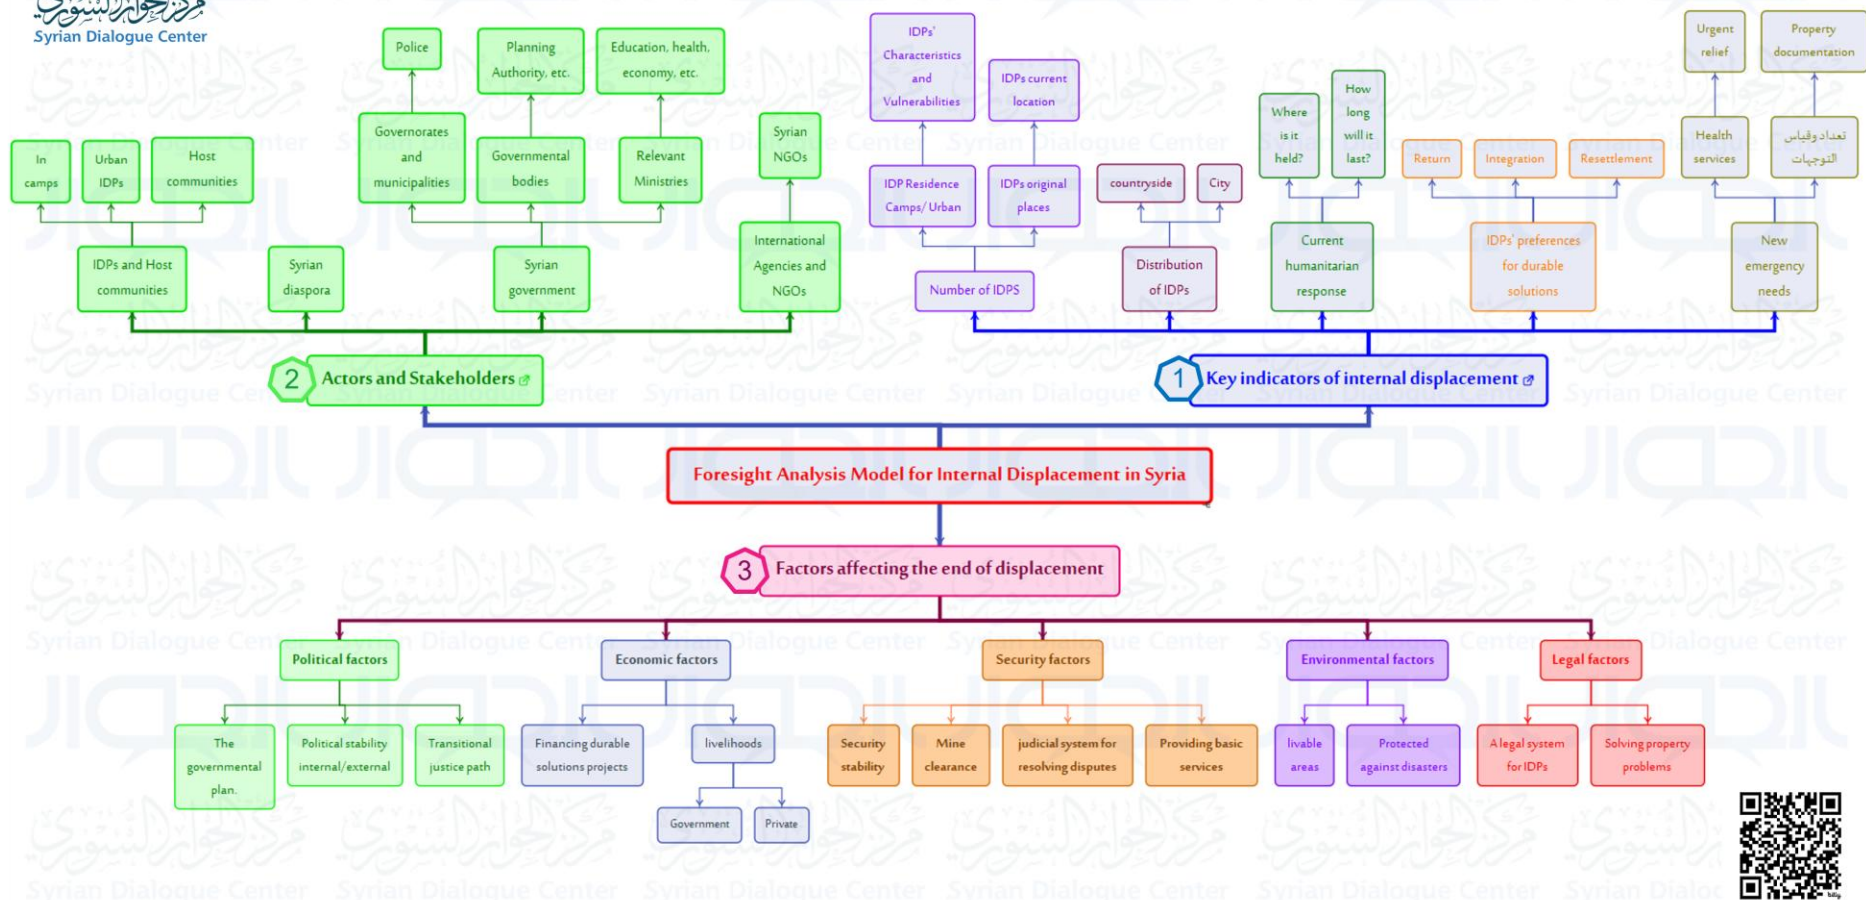 مركز الحوار السوري
Syrian Dialogue Center
Police
Planning
Authority, etc.
Education, health,
economy, etc.
In
camps
Urban
IDPs
Host
communities
Governorates
and
municipalities
Governmental
bodies
Relevant
Ministries
Syrian
NGOs
IDPs and Host
communities
Syrian
diaspora
Syrian
government
International
Agencies and
NGOs
2
Actors and Stakeholders
IDPs'
Characteristics
and
Vulnerabilities
IDPs current
location
IDP Residence
Camps/ Urban
IDPs original
places
Number of IDPS
countryside
City
Distribution
of IDPs
Where
is it
held?
How
long
will it
last?
Current
humanitarian
response
Return
Integration
Resettlement
IDPs' preferences
for durable
solutions
Urgent
relief
Property
documentation
Health
services
تعداد وقياس
التوجهات
New
emergency
needs
1
Key indicators of internal displacement
Foresight Analysis Model for Internal Displacement in Syria
3
Factors affecting the end of displacement
Political factors
The
governmental
plan.
Political stability
internal/external
Transitional
justice path
Economic factors
Financing durable
solutions projects
livelihoods
Government
Private
Security factors
Security
stability
Mine
clearance
judicial system for
resolving disputes
Providing basic
services
Environmental factors
livable
areas
Protected
against disasters
Legal factors
A legal system
for IDPs
Solving property
problems